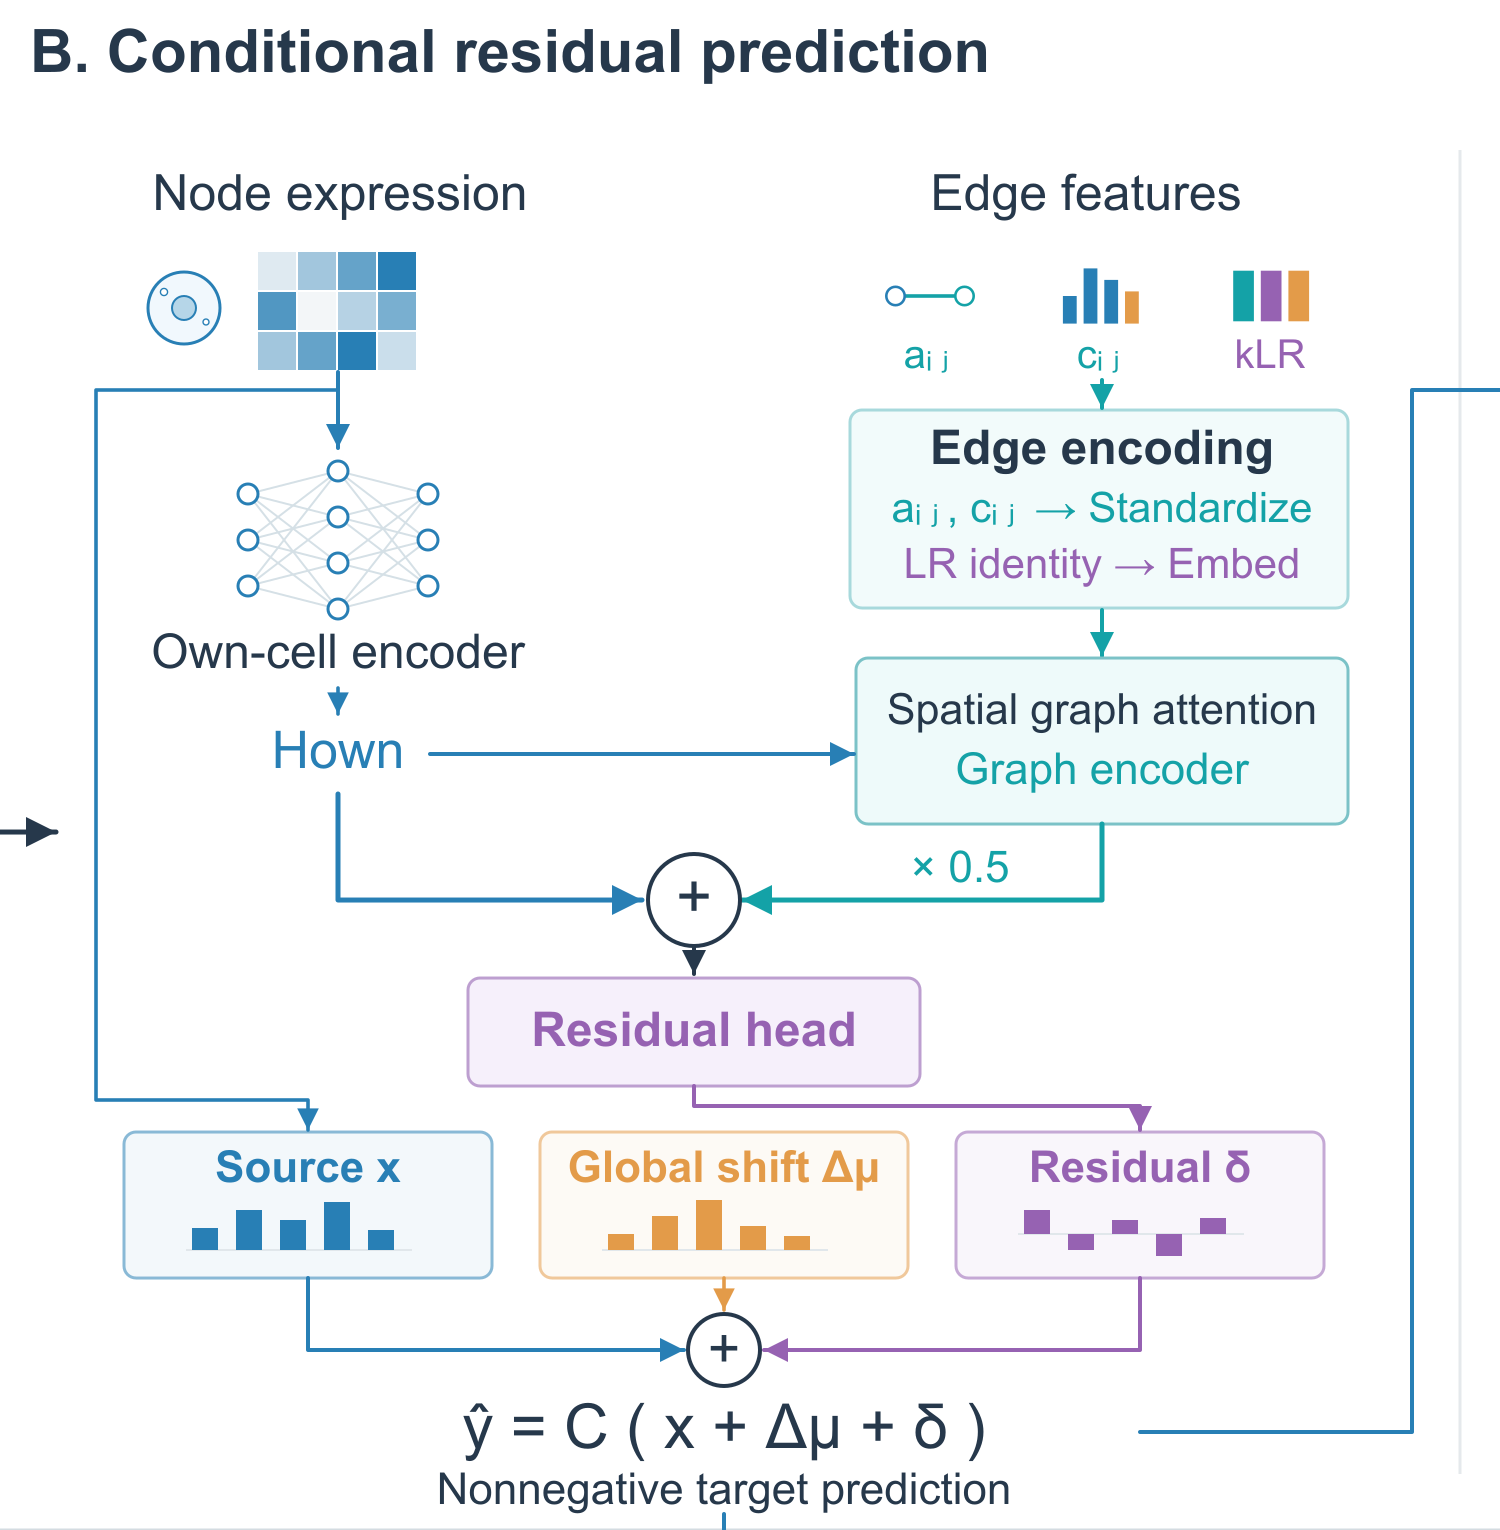 B. Conditional residual prediction
Node expression
Edge features
aᵢ ⱼ
cᵢ ⱼ
kLR
Edge encoding
aᵢ ⱼ , cᵢ ⱼ → Standardize
LR identity → Embed
Own-cell encoder
Hown
Spatial graph attention
Graph encoder
× 0.5
+
Residual head
Source x
Global shift Δμ
Residual δ
+
ŷ = C ( x + Δμ + δ )
Nonnegative target prediction